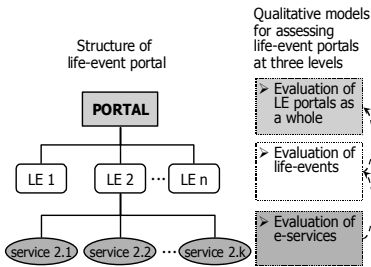 Structure of
life-event portal
Qualitative models
for assessing
life-event portals
at three levels
PORTAL
➢ Evaluation of
LE portals as
a whole
LE 1
LE 2
···
LE n
➢ Evaluation of
life-events
service 2.1
service 2.2
···
service 2.k
➢ Evaluation of
e-services